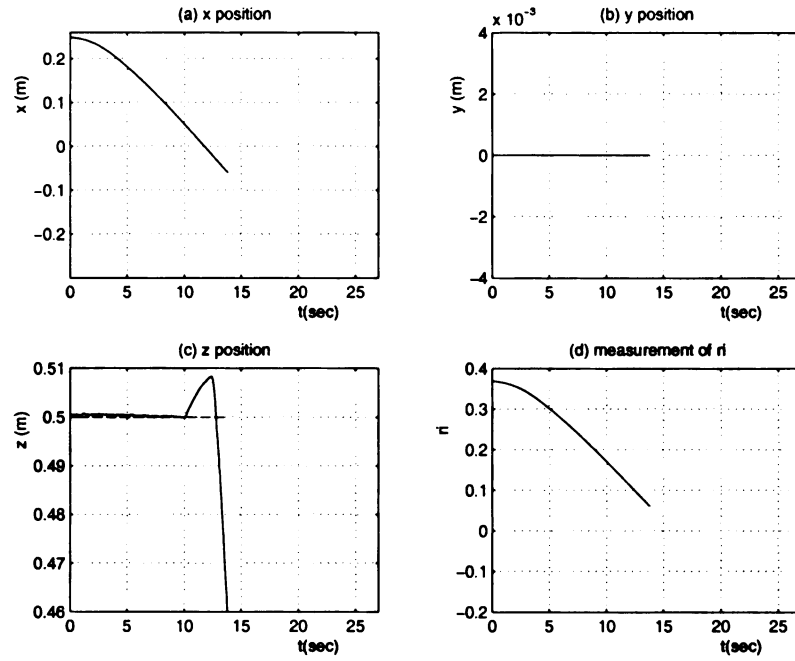 (a) x position
x (m)
0.2
0.1
0
−0.1
−0.2
0 5 10 15 20 25
t(sec)
(b) y position
x 10⁻³
y (m)
4
2
0
−2
−4
0 5 10 15 20 25
t(sec)
(c) z position
z (m)
0.51
0.5
0.49
0.48
0.47
0.46
0 5 10 15 20 25
t(sec)
(d) measurement of ri
ri
0.4
0.3
0.2
0.1
0
−0.1
−0.2
0 5 10 15 20 25
t(sec)